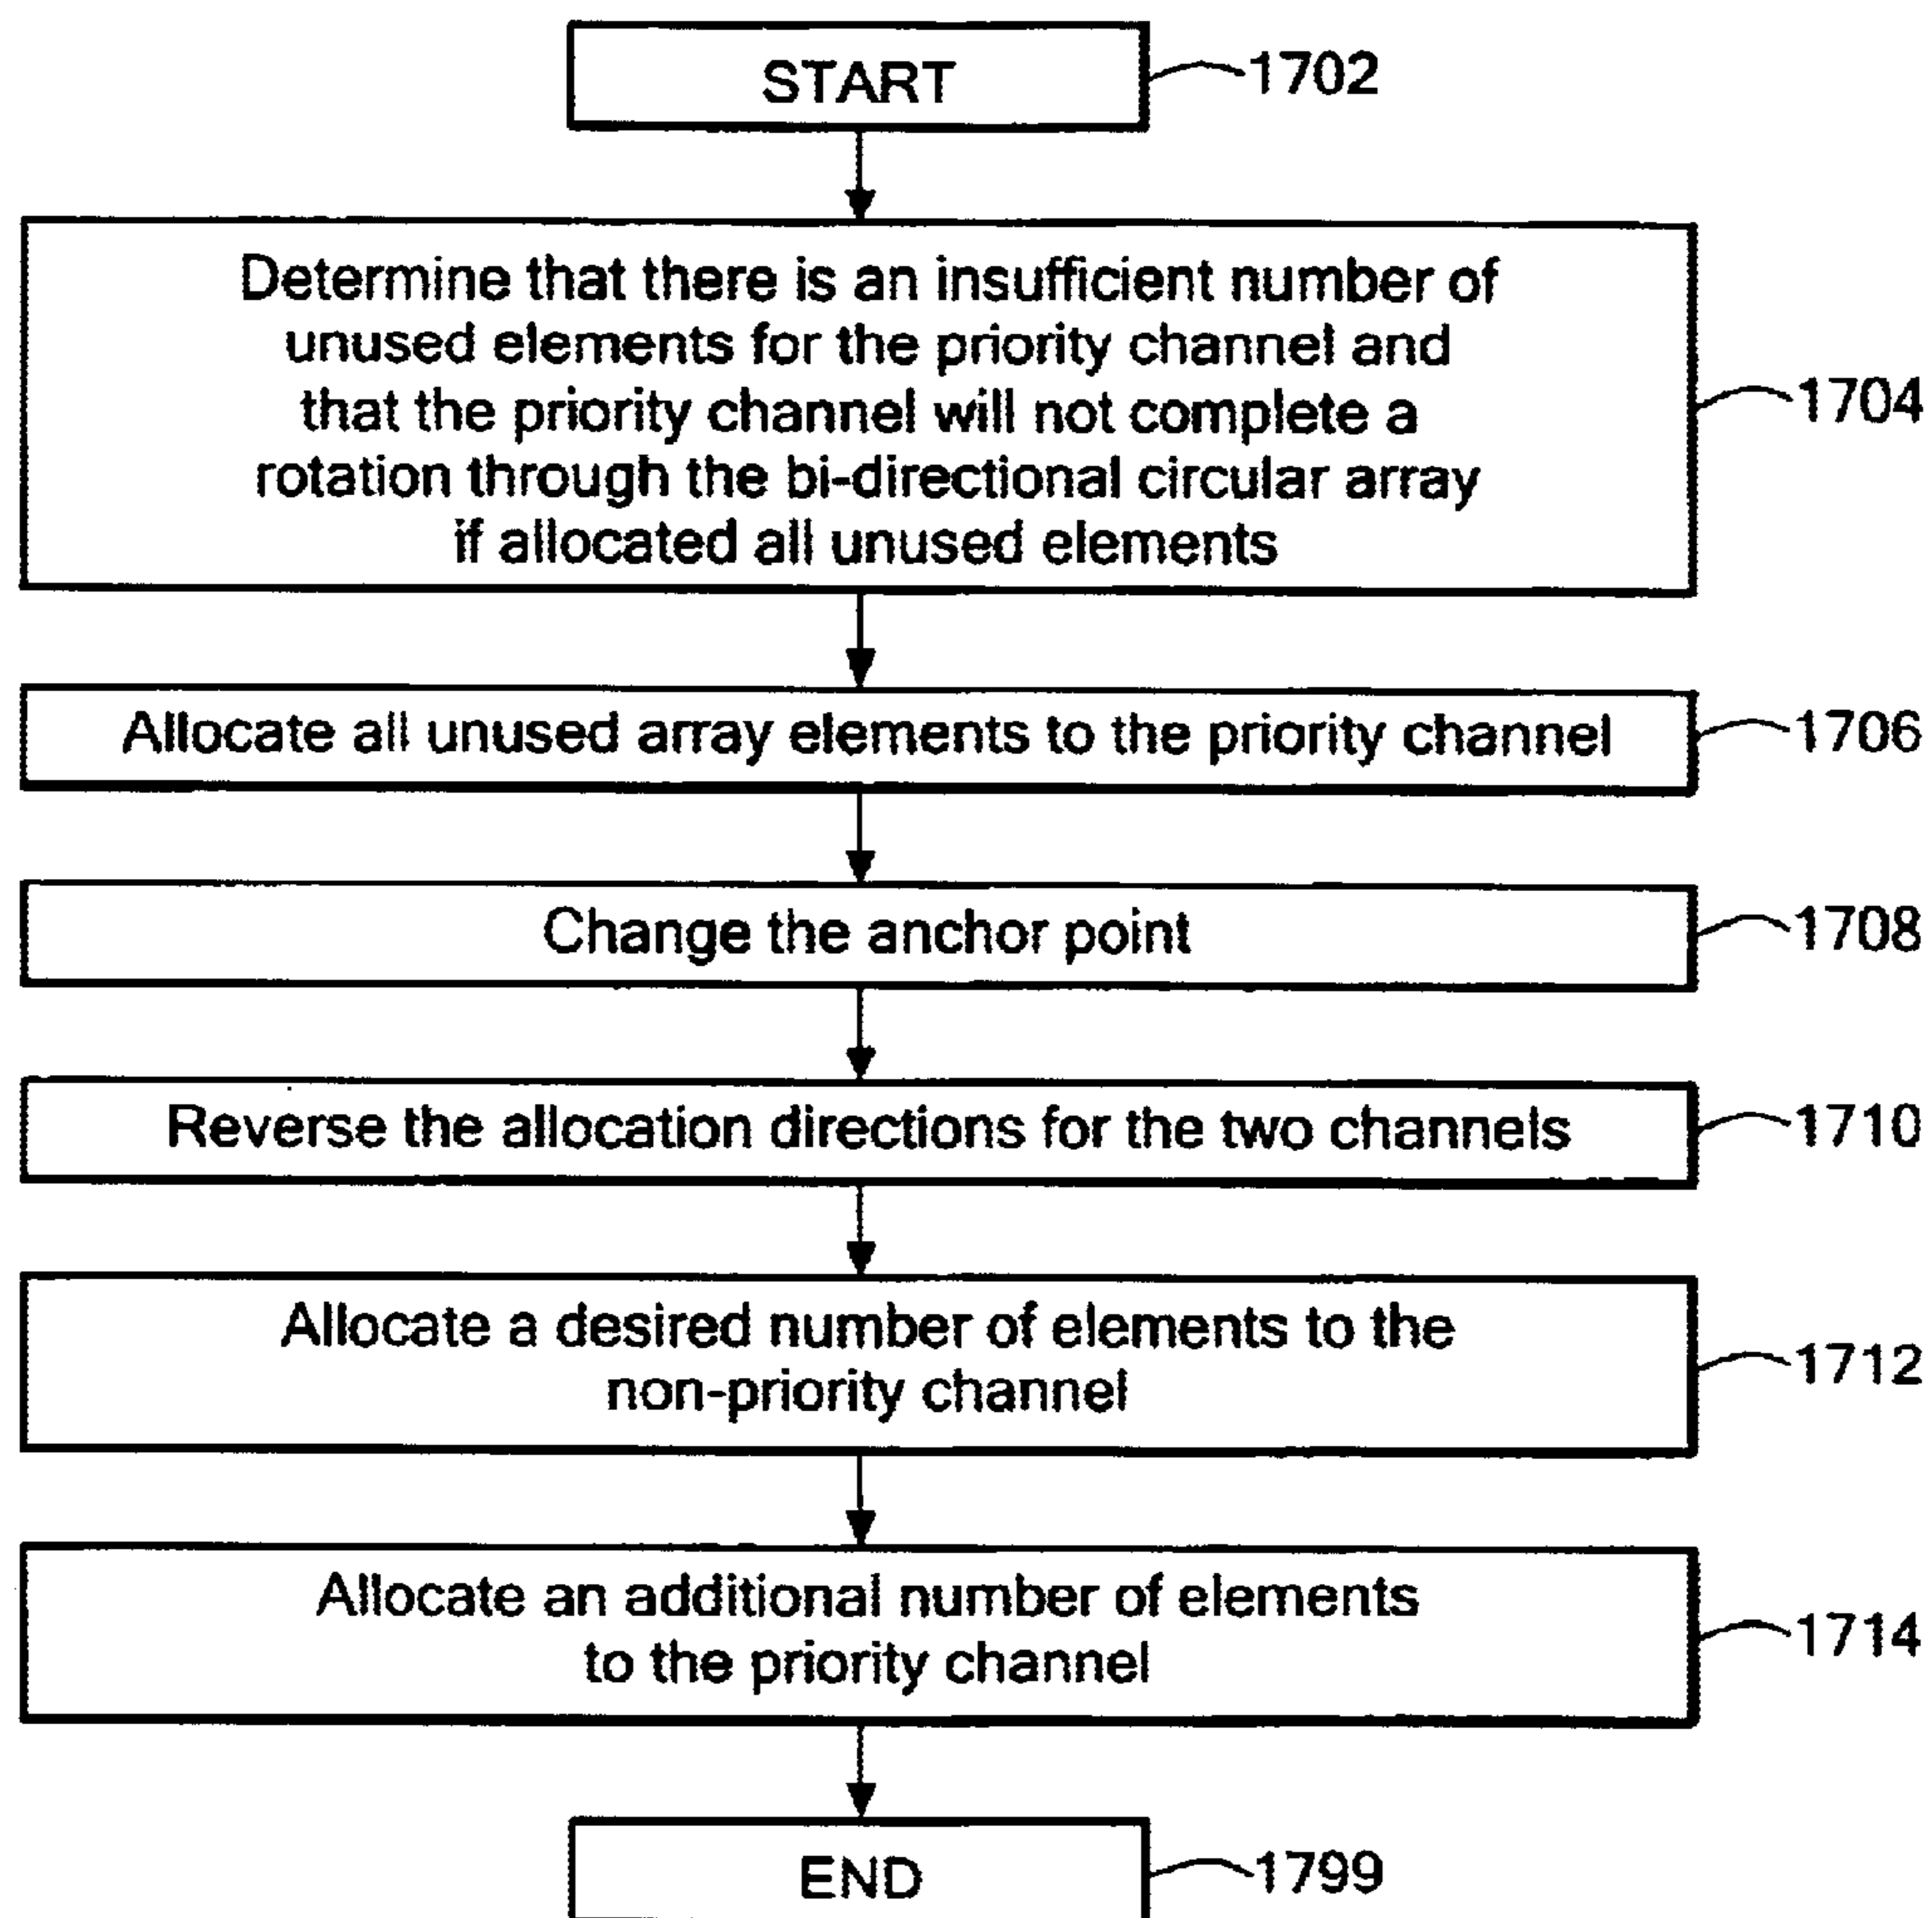 START
1702
Determine that there is an insufficient number of
unused elements for the priority channel and
that the priority channel will not complete a
rotation through the bi-directional circular array
if allocated all unused elements
1704
Allocate all unused array elements to the priority channel
1706
Change the anchor point
1708
Reverse the allocation directions for the two channels
1710
Allocate a desired number of elements to the
non-priority channel
1712
Allocate an additional number of elements
to the priority channel
1714
END
1799